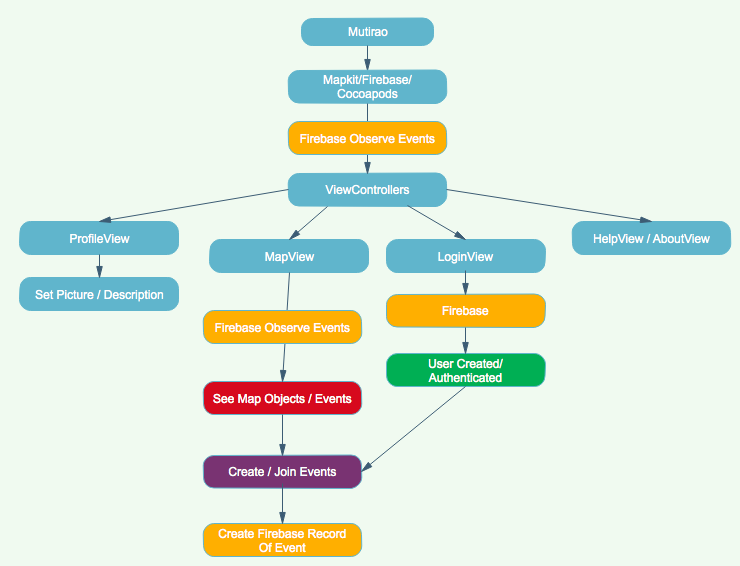 Mutirao
Mapkit/Firebase/
Cocoapods
Firebase Observe Events
ViewControllers
ProfileView
HelpView / AboutView
MapView
LoginView
Set Picture / Description
Firebase
Firebase Observe Events
User Created/
Authenticated
See Map Objects / Events
Create / Join Events
Create Firebase Record
Of Event